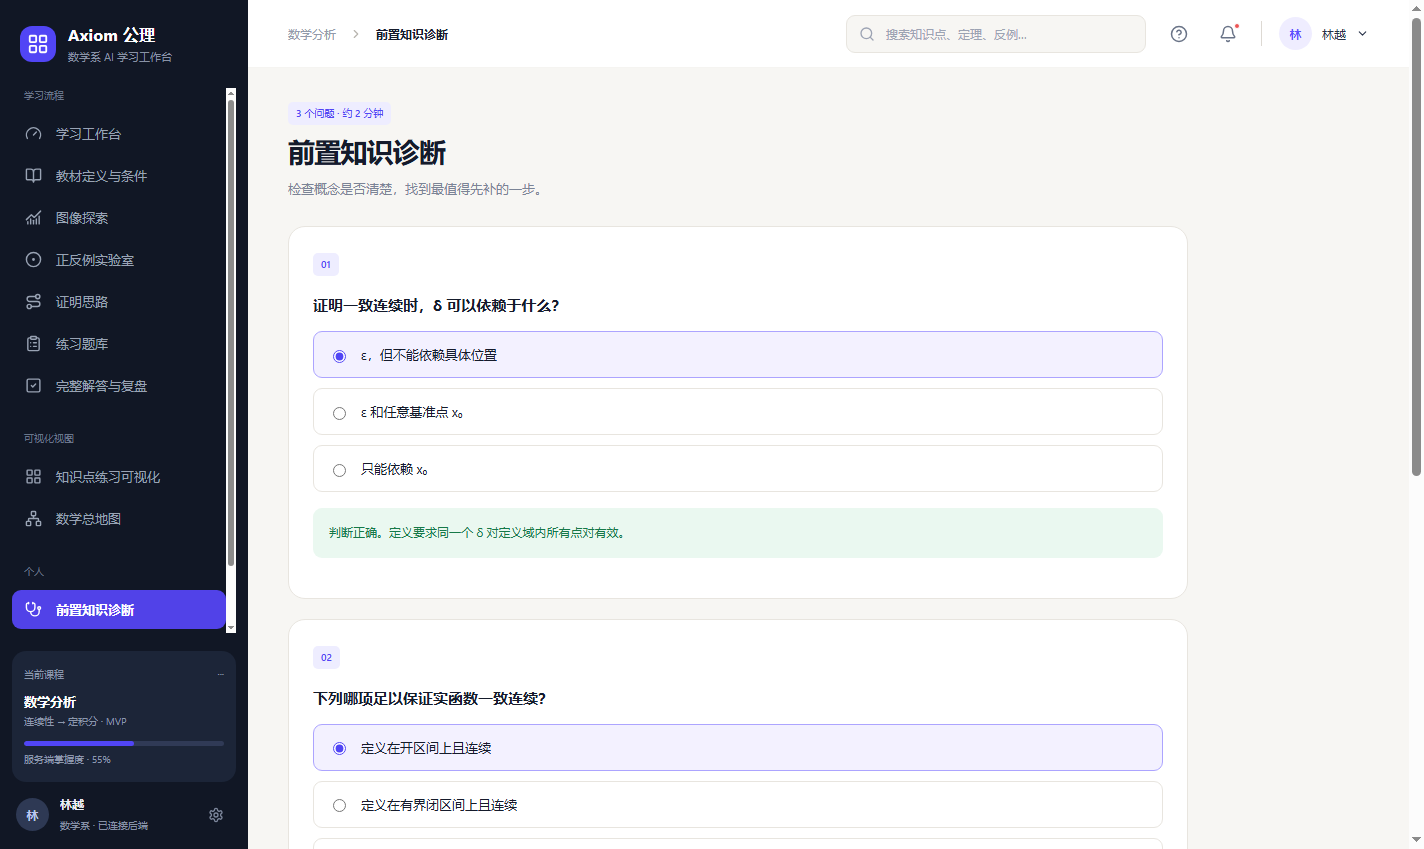 Axiom 公理
数学系 AI 学习工作台
学习流程
学习工作台
教材定义与条件
图像探索
正反例实验室
证明思路
练习题库
完整解答与复盘
可视化视图
知识点练习可视化
数学总地图
个人
前置知识诊断
当前课程
数学分析
连续性 → 定积分 · MVP
服务端掌握度 · 55%
林
林越
数学系 · 已连接后端
数学分析
前置知识诊断
搜索知识点、定理、反例...
林
林越
3 个问题 · 约 2 分钟
前置知识诊断
检查概念是否清楚，找到最值得先补的一步。
01
证明一致连续时，δ 可以依赖于什么？
ε，但不能依赖具体位置
ε 和任意基准点 x₀
只能依赖 x₀
判断正确。定义要求同一个 δ 对定义域内所有点对有效。
02
下列哪项足以保证实函数一致连续？
定义在开区间上且连续
定义在有界闭区间上且连续